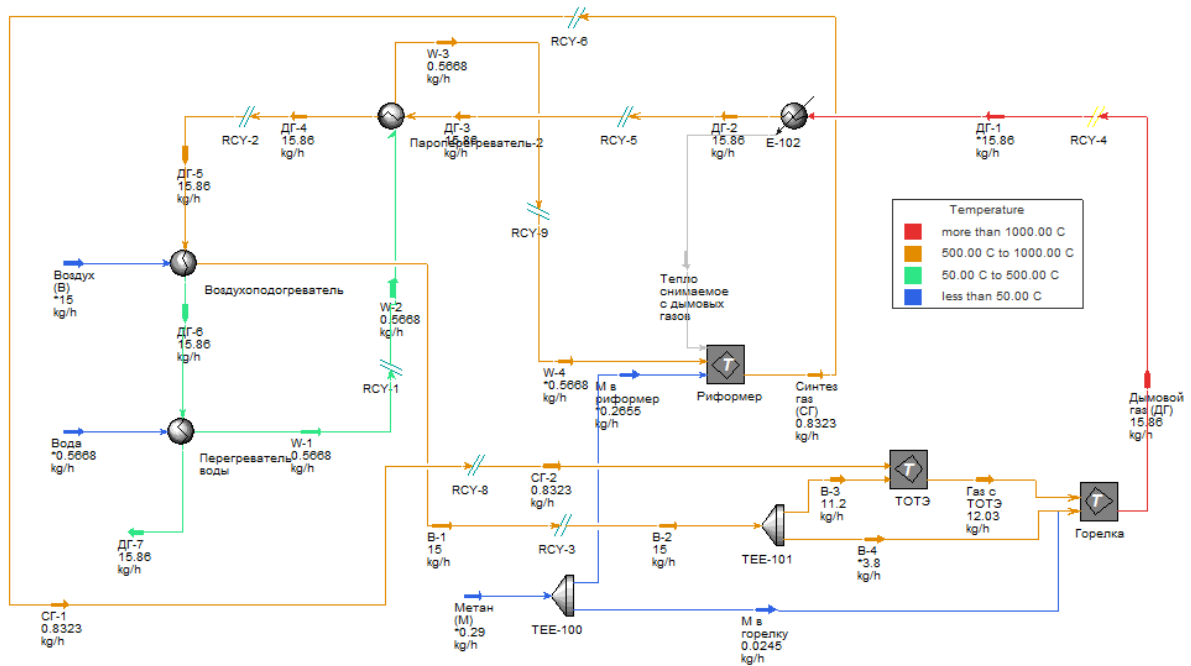 RCY-6
W-3
0.5668
kg/h
RCY-2
ДГ-4
15.86
kg/h
Пароперегреватель-2
ДГ-3
15.86
kg/h
RCY-5
ДГ-2
15.86
kg/h
E-102
ДГ-1
*15.86
kg/h
RCY-4
ДГ-5
15.86
kg/h
RCY-9
Temperature
more than 1000.00 C
500.00 C to 1000.00 C
50.00 C to 500.00 C
less than 50.00 C
Воздух
(В)
*15
kg/h
Воздухоподогреватель
Тепло
снимаемое
с дымовых
газов
W-2
0.5668
kg/h
ДГ-6
15.86
kg/h
RCY-1
W-4
*0.5668
kg/h
М в
риформер
*0.2655
kg/h
Риформер
Синтез
газ
(СГ)
0.8323
kg/h
Дымовой
газ (ДГ)
15.86
kg/h
Вода
*0.5668
kg/h
Перегреватель
воды
W-1
0.5668
kg/h
RCY-8
СГ-2
0.8323
kg/h
В-3
11.2
kg/h
ТОТЭ
Газ с
ТОТЭ
12.03
kg/h
Горелка
ДГ-7
15.86
kg/h
В-1
15
kg/h
RCY-3
В-2
15
kg/h
TEE-101
В-4
*3.8
kg/h
СГ-1
0.8323
kg/h
Метан
(М)
*0.29
kg/h
TEE-100
М в
горелку
0.0245
kg/h
T
T
T